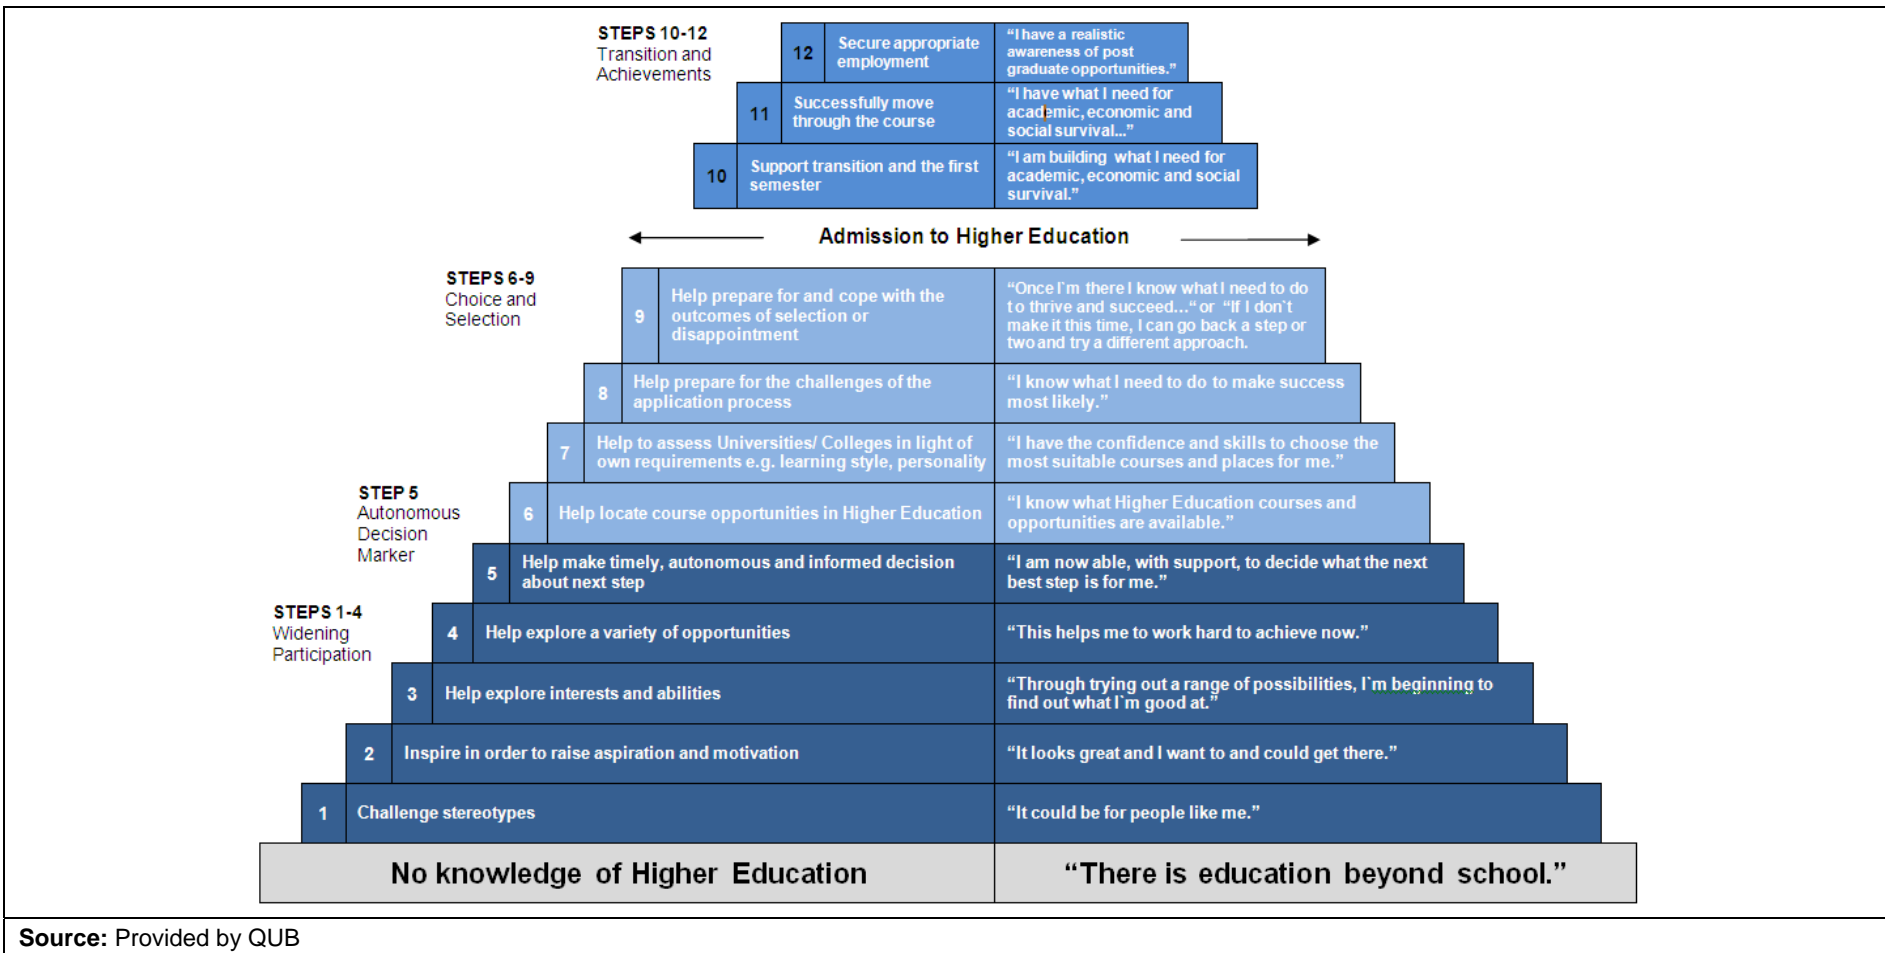 STEPS 10-12
Transition and
Achievements
12
Secure appropriate
employment
“I have a realistic
awareness of post
graduate opportunities.”
11
Successfully move
through the course
“I have what I need for
academic, economic and
social survival...”
10
Support transition and the first
semester
“I am building what I need for
academic, economic and social
survival.”
Admission to Higher Education
STEPS 6-9
Choice and
Selection
9
Help prepare for and cope with the
outcomes of selection or
disappointment
“Once I`m there I know what I need to do
to thrive and succeed...“ or “If I don`t
make it this time, I can go back a step or
two and try a different approach.
8
Help prepare for the challenges of the
application process
“I know what I need to do to make success
most likely.”
7
Help to assess Universities/ Colleges in light of
own requirements e.g. learning style, personality
“I have the confidence and skills to choose the
most suitable courses and places for me.”
STEP 5
Autonomous
Decision
Marker
6
Help locate course opportunities in Higher Education
“I know what Higher Education courses and
opportunities are available.”
5
Help make timely, autonomous and informed decision
about next step
“I am now able, with support, to decide what the next
best step is for me.”
STEPS 1-4
Widening
Participation
4
Help explore a variety of opportunities
“This helps me to work hard to achieve now.”
3
Help explore interests and abilities
“Through trying out a range of possibilities, I`m beginning to
find out what I`m good at.”
2
Inspire in order to raise aspiration and motivation
“It looks great and I want to and could get there.”
1
Challenge stereotypes
“It could be for people like me.”
No knowledge of Higher Education
“There is education beyond school.”
Source: Provided by QUB